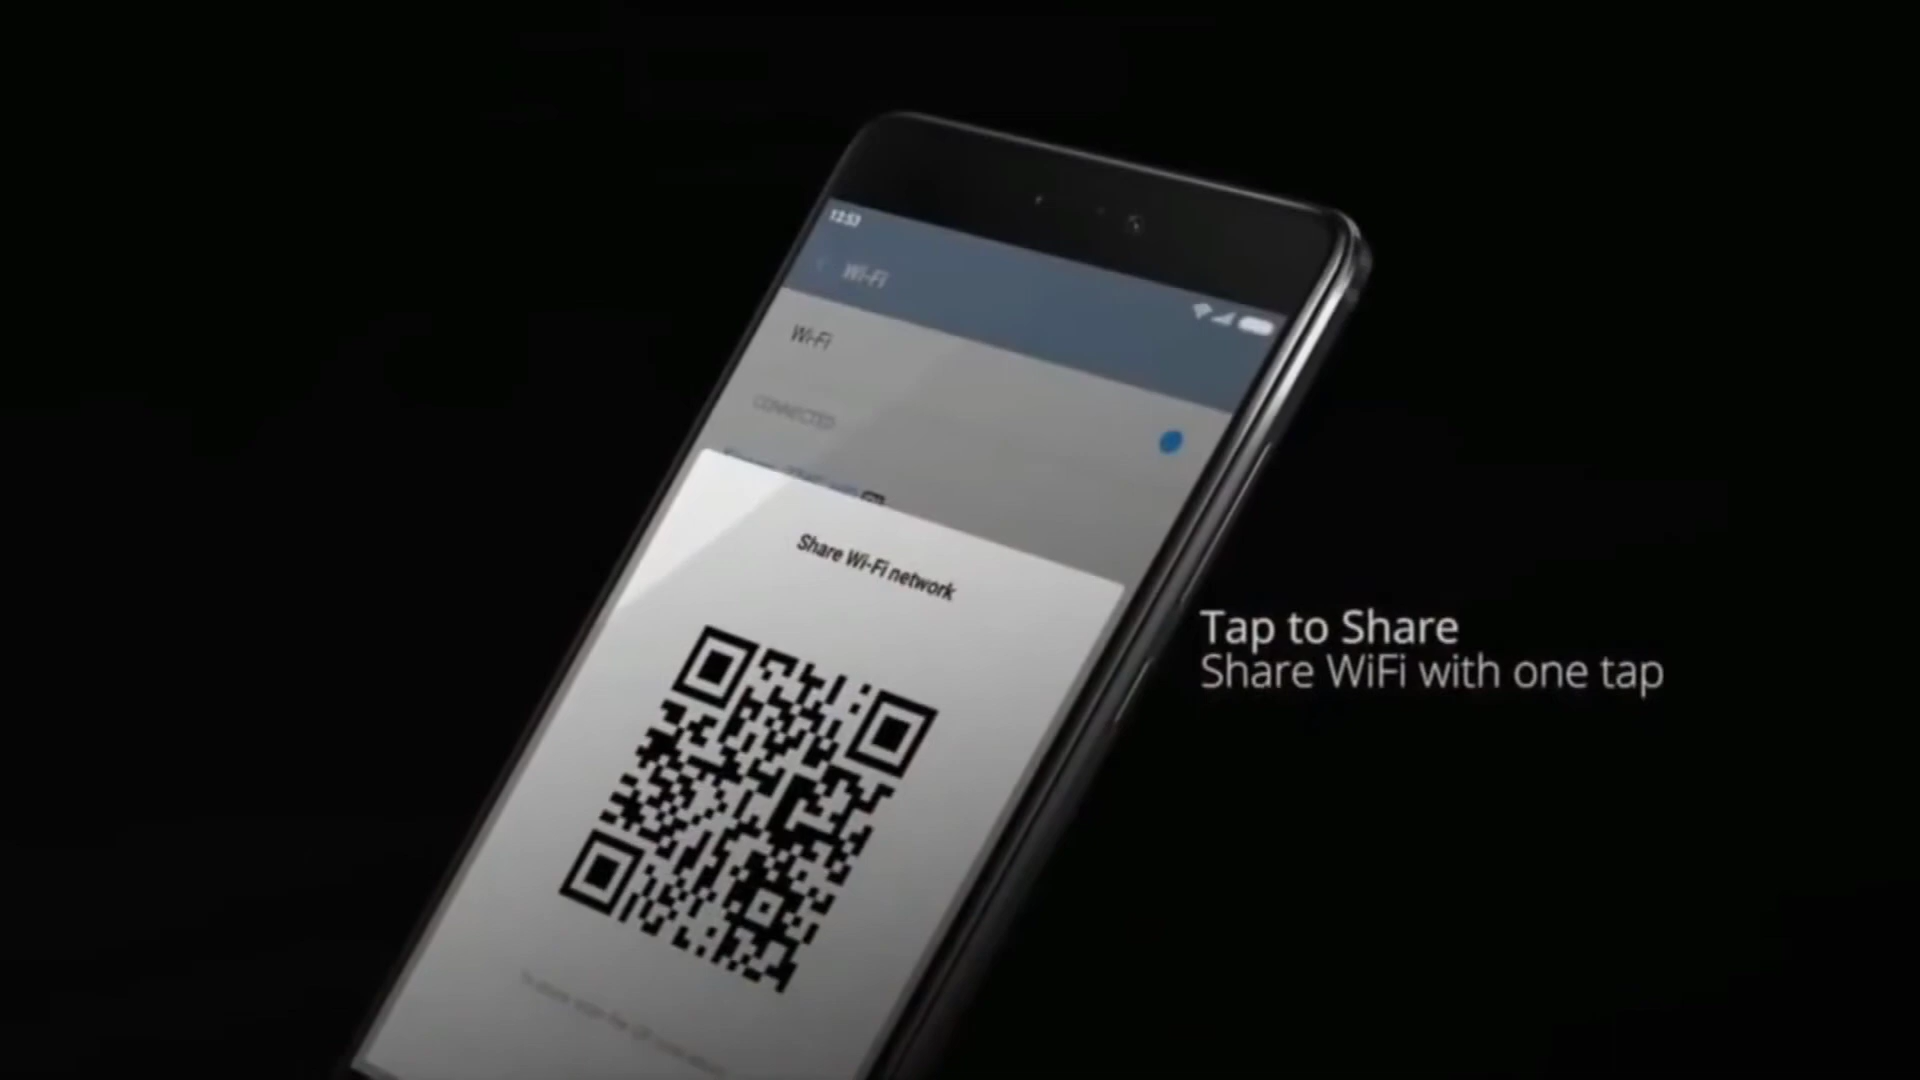 12:53
Wi-Fi
Wi-Fi
CONNECTED
Share Wi-Fi network
Tap to Share
Share WiFi with one tap